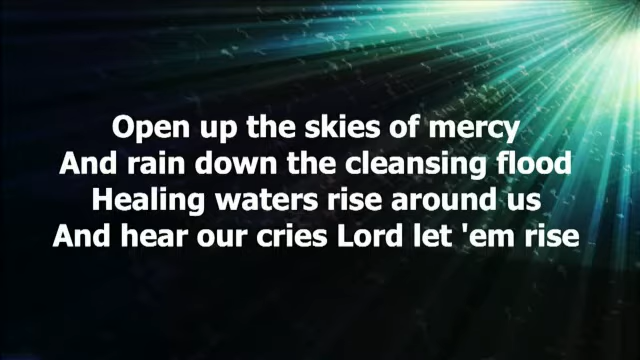 Open up the skies of mercy
And rain down the cleansing flood
Healing waters rise around us
And hear our cries Lord let 'em rise